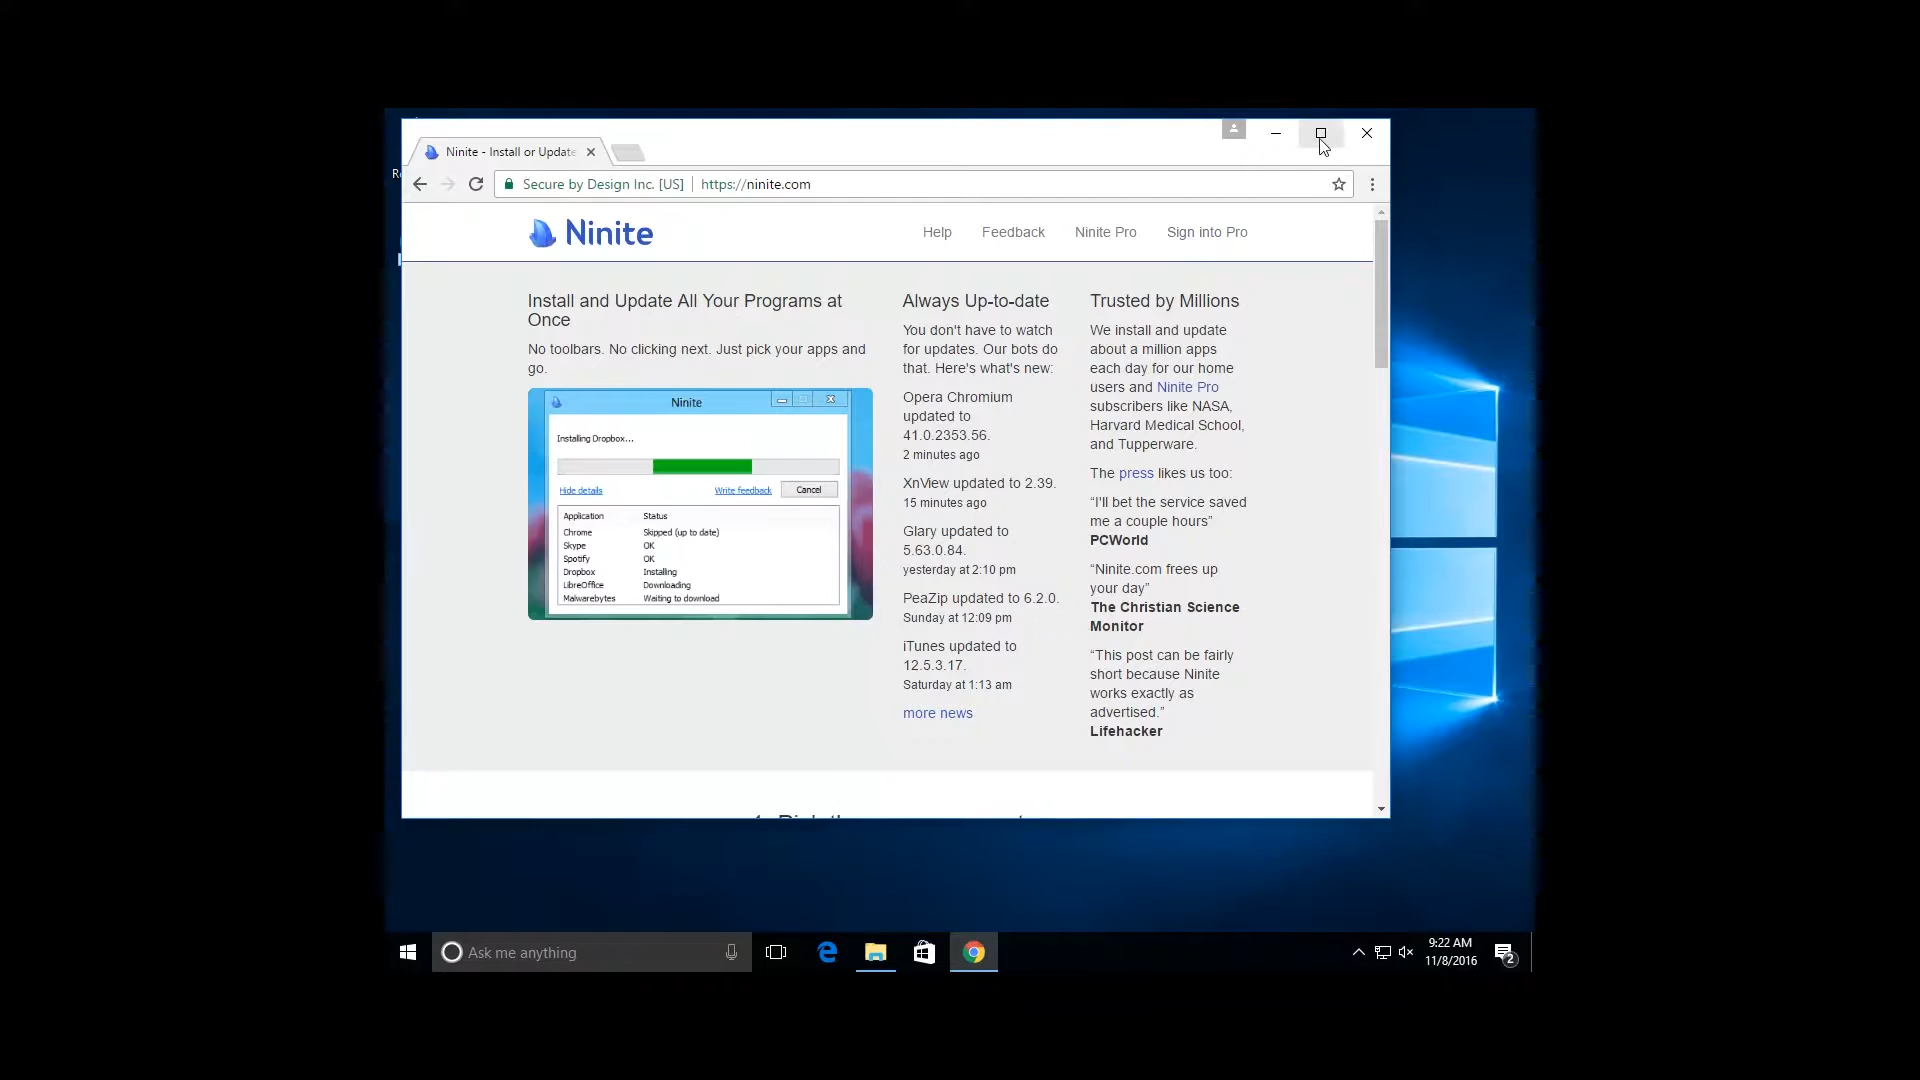 Ninite - Install or Update
Secure by Design Inc. [US] https://ninite.com
Ninite
Help Feedback Ninite Pro Sign into Pro
Install and Update All Your Programs at
Once
No toolbars. No clicking next. Just pick your apps and
go.
Ninite
Installing Dropbox...
Hide details Write feedback Cancel
Application Status
Chrome Skipped (up to date)
Skype OK
Spotify OK
Dropbox Installing
LibreOffice Downloading
Malwarebytes Waiting to download
Always Up-to-date
You don't have to watch
for updates. Our bots do
that. Here's what's new:
Opera Chromium
updated to
41.0.2353.56.
2 minutes ago
XnView updated to 2.39.
15 minutes ago
Glary updated to
5.63.0.84.
yesterday at 2:10 pm
PeaZip updated to 6.2.0.
Sunday at 12:09 pm
iTunes updated to
12.5.3.17.
Saturday at 1:13 am
more news
Trusted by Millions
We install and update
about a million apps
each day for our home
users and Ninite Pro
subscribers like NASA,
Harvard Medical School,
and Tupperware.
The press likes us too:
“I'll bet the service saved
me a couple hours”
PCWorld
“Ninite.com frees up
your day”
The Christian Science
Monitor
“This post can be fairly
short because Ninite
works exactly as
advertised.”
Lifehacker
Ask me anything
9:22 AM
11/8/2016
2